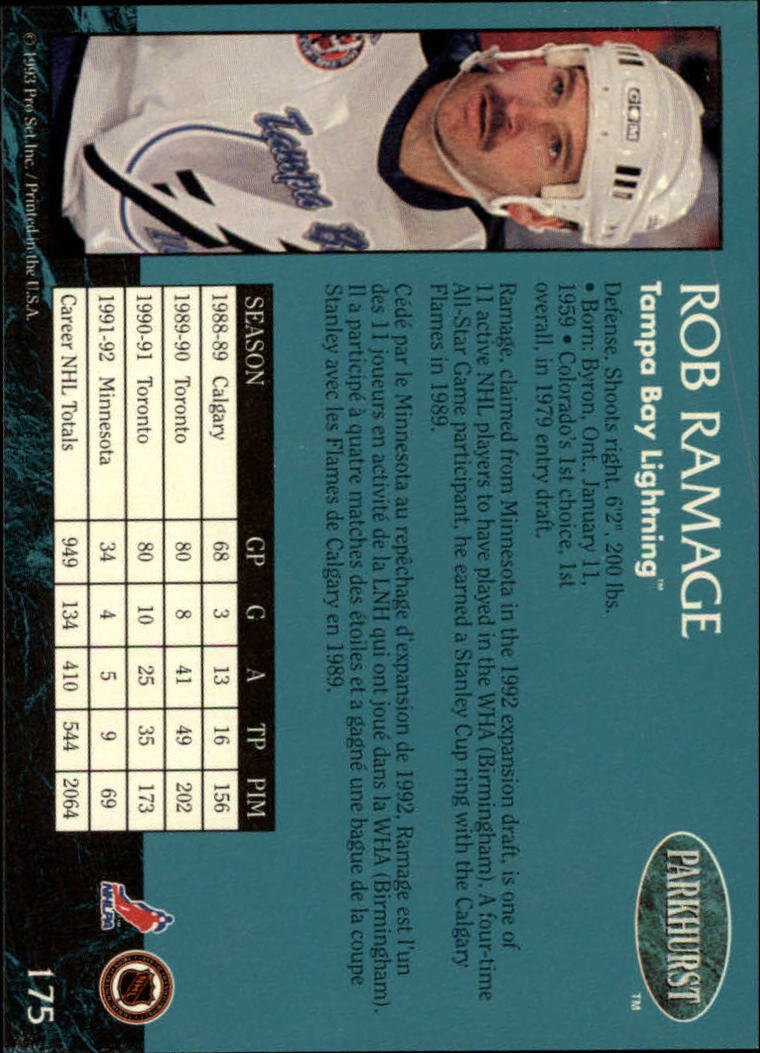 ROB RAMAGE
Tampa Bay Lightning™
Defense. Shoots right. 6'2", 200 lbs.
• Born: Byron, Ont., January 11,
1959 • Colorado's 1st choice, 1st
overall, in 1979 entry draft.
PARKHURST
TM
Ramage, claimed from Minnesota in the 1992 expansion draft, is one of
11 active NHL players to have played in the WHA (Birmingham). A four-time
All-Star Game participant, he earned a Stanley Cup ring with the Calgary
Flames in 1989.
Cédé par le Minnesota au repêchage d'expansion de 1992, Ramage est l'un
des 11 joueurs en activité de la LNH qui ont joué dans la WHA (Birmingham).
Il a participé à quatre matches des étoiles et a gagné une bague de la coupe
Stanley avec les Flames de Calgary en 1989.
SEASON GP G A TP PIM
1988-89 Calgary 68 3 13 16 156
1989-90 Toronto 80 8 41 49 202
1990-91 Toronto 80 10 25 35 173
1991-92 Minnesota 34 4 5 9 69
Career NHL Totals 949 134 410 544 2064
© 1993 Pro Set, Inc. / Printed in the U.S.A.
NHLPA
NHL
175
CCM
Tampa